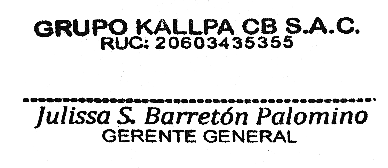 GRUPO KALLPA CB S.A.C.
RUC: 20603435355
Julissa S. Barretón Palomino
GERENTE GENERAL